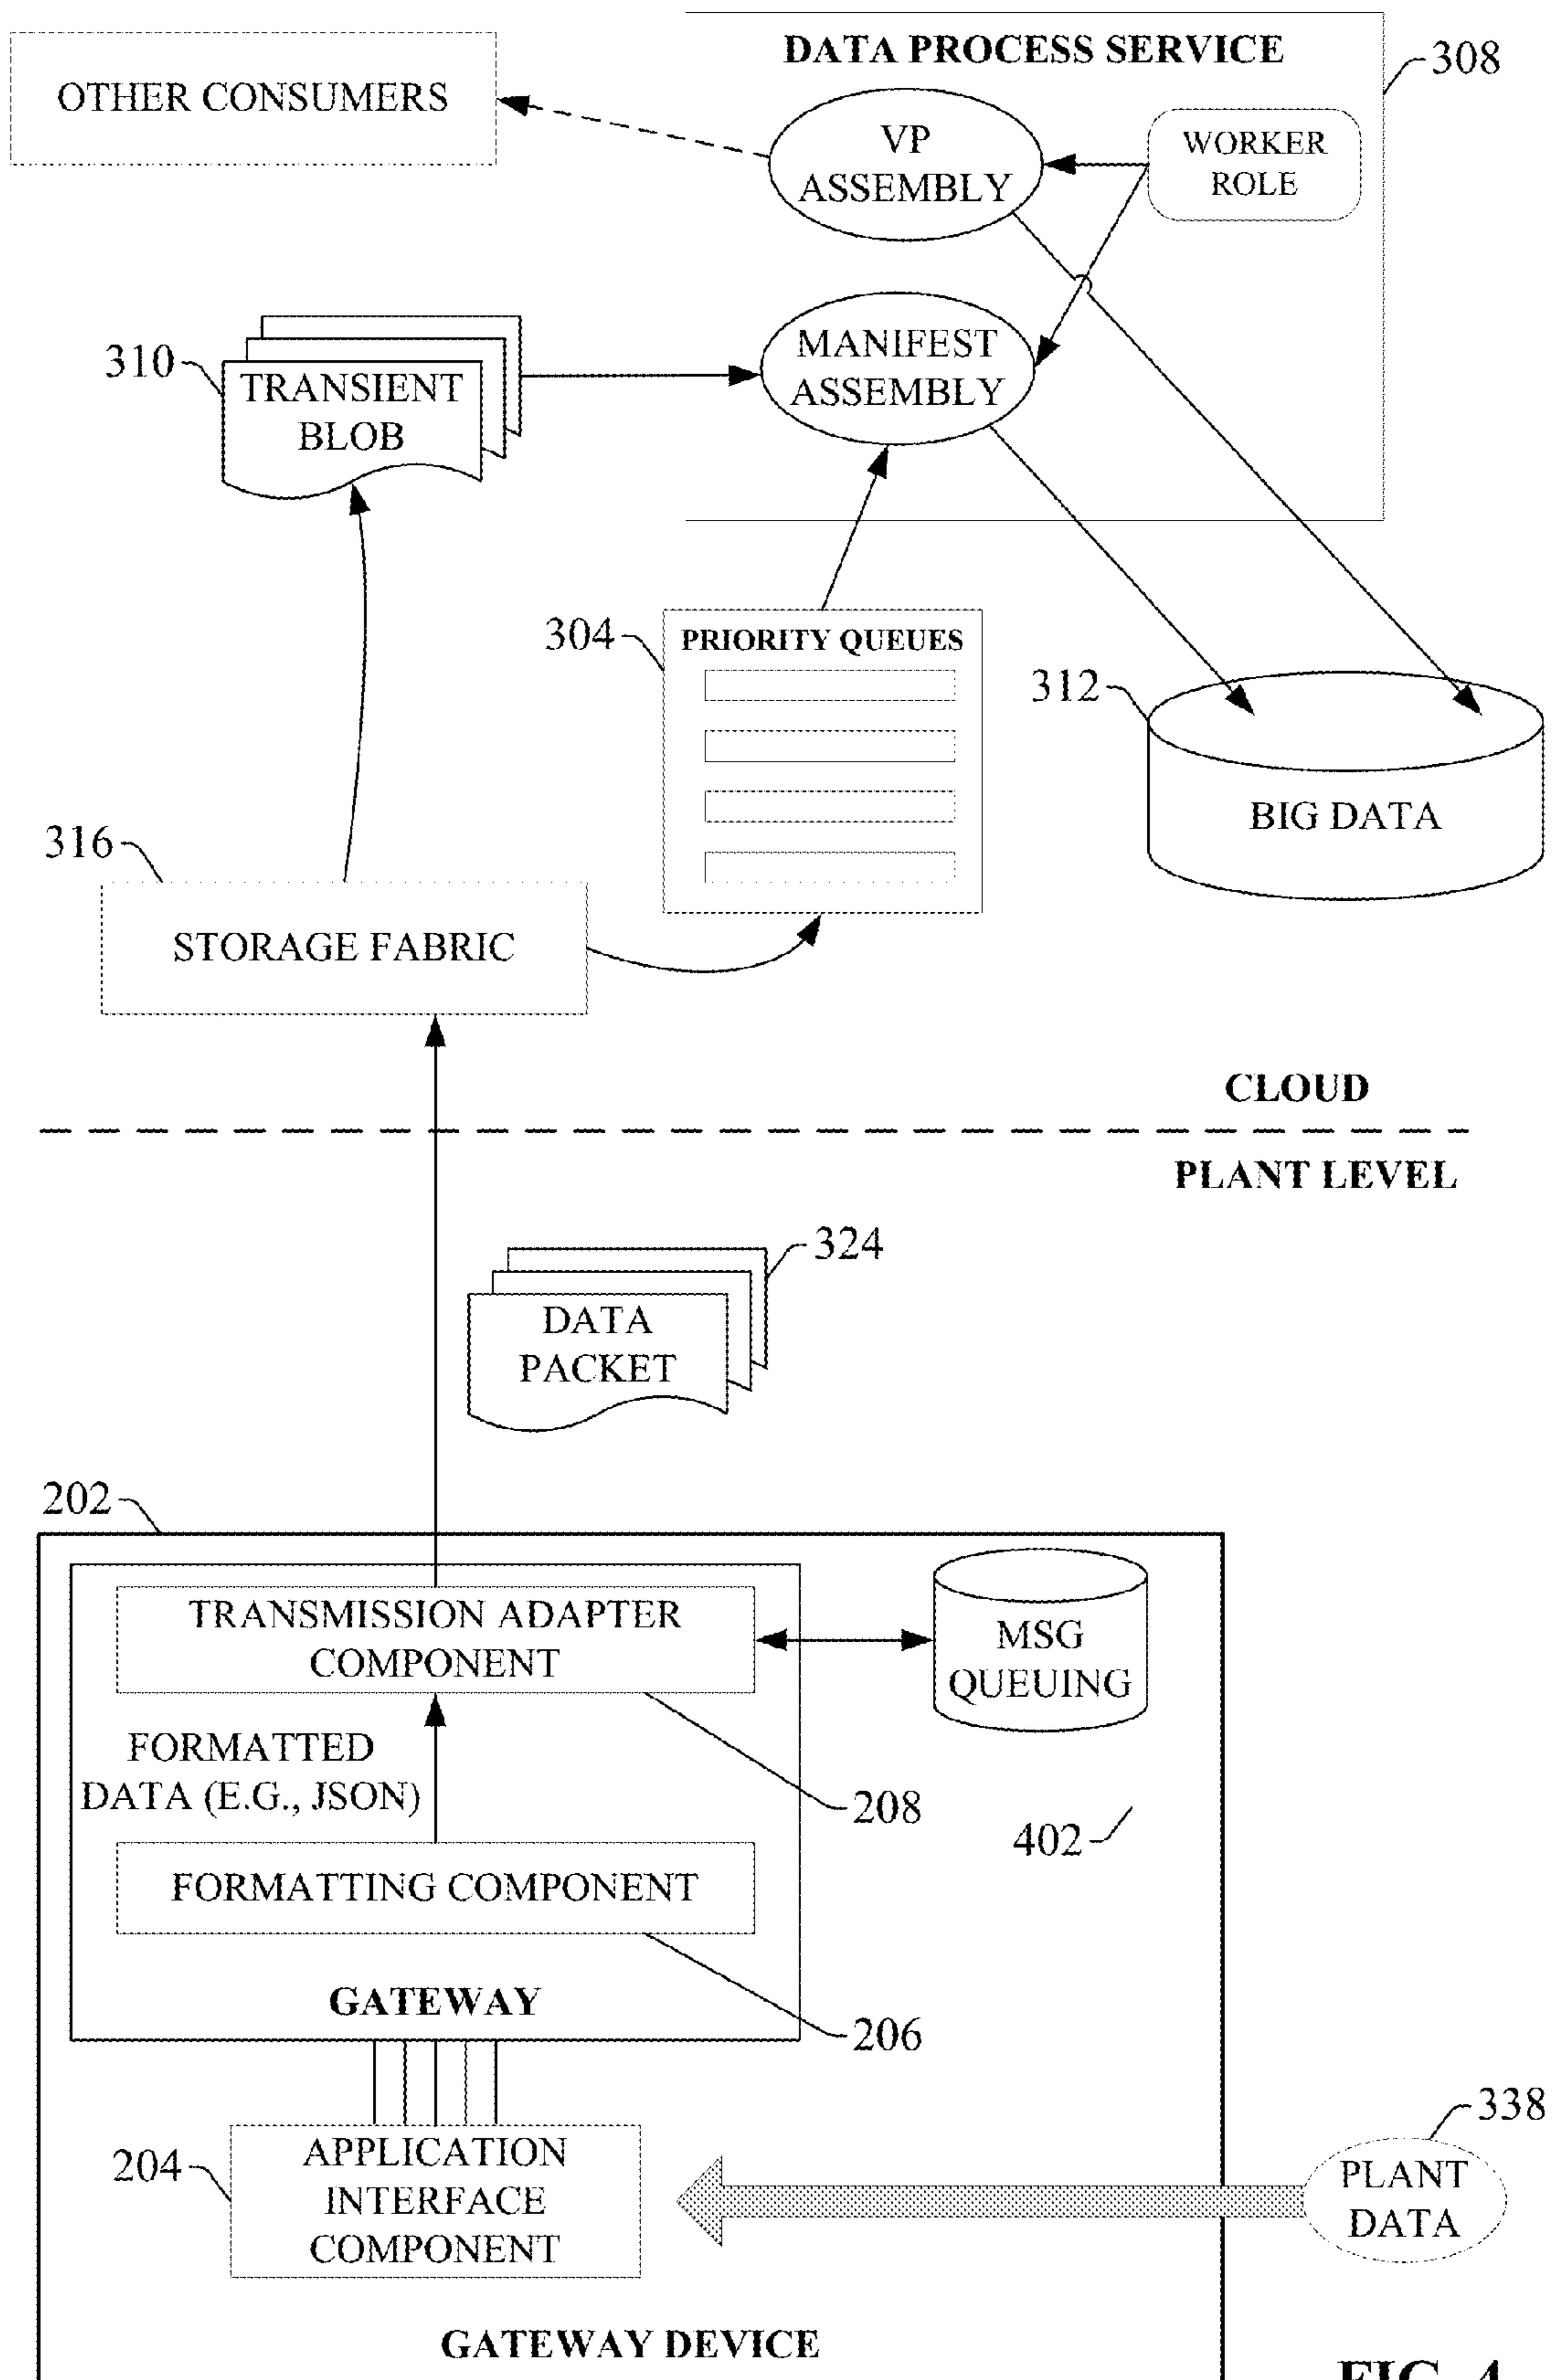 DATA PROCESS SERVICE
308
OTHER CONSUMERS
VP
ASSEMBLY
WORKER
ROLE
310
TRANSIENT
BLOB
MANIFEST
ASSEMBLY
304
PRIORITY QUEUES
312
BIG DATA
316
STORAGE FABRIC
CLOUD
PLANT LEVEL
324
DATA
PACKET
202
TRANSMISSION ADAPTER
COMPONENT
MSG
QUEUING
FORMATTED
DATA (E.G., JSON)
208
402
FORMATTING COMPONENT
GATEWAY
206
338
204
APPLICATION
INTERFACE
COMPONENT
PLANT
DATA
GATEWAY DEVICE
FIG. 4